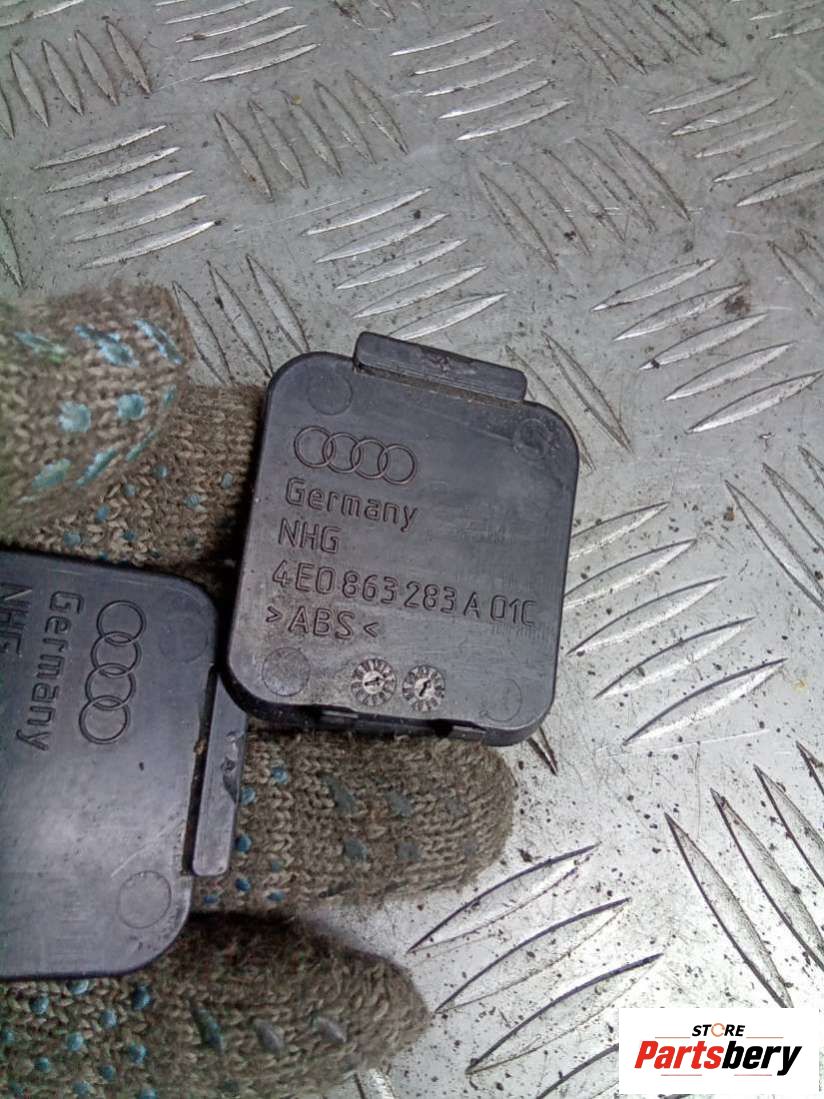 Germany
NHG
4E0 863 283 A 01C
>ABS<
Germany
NHG
STORE
Partsbery